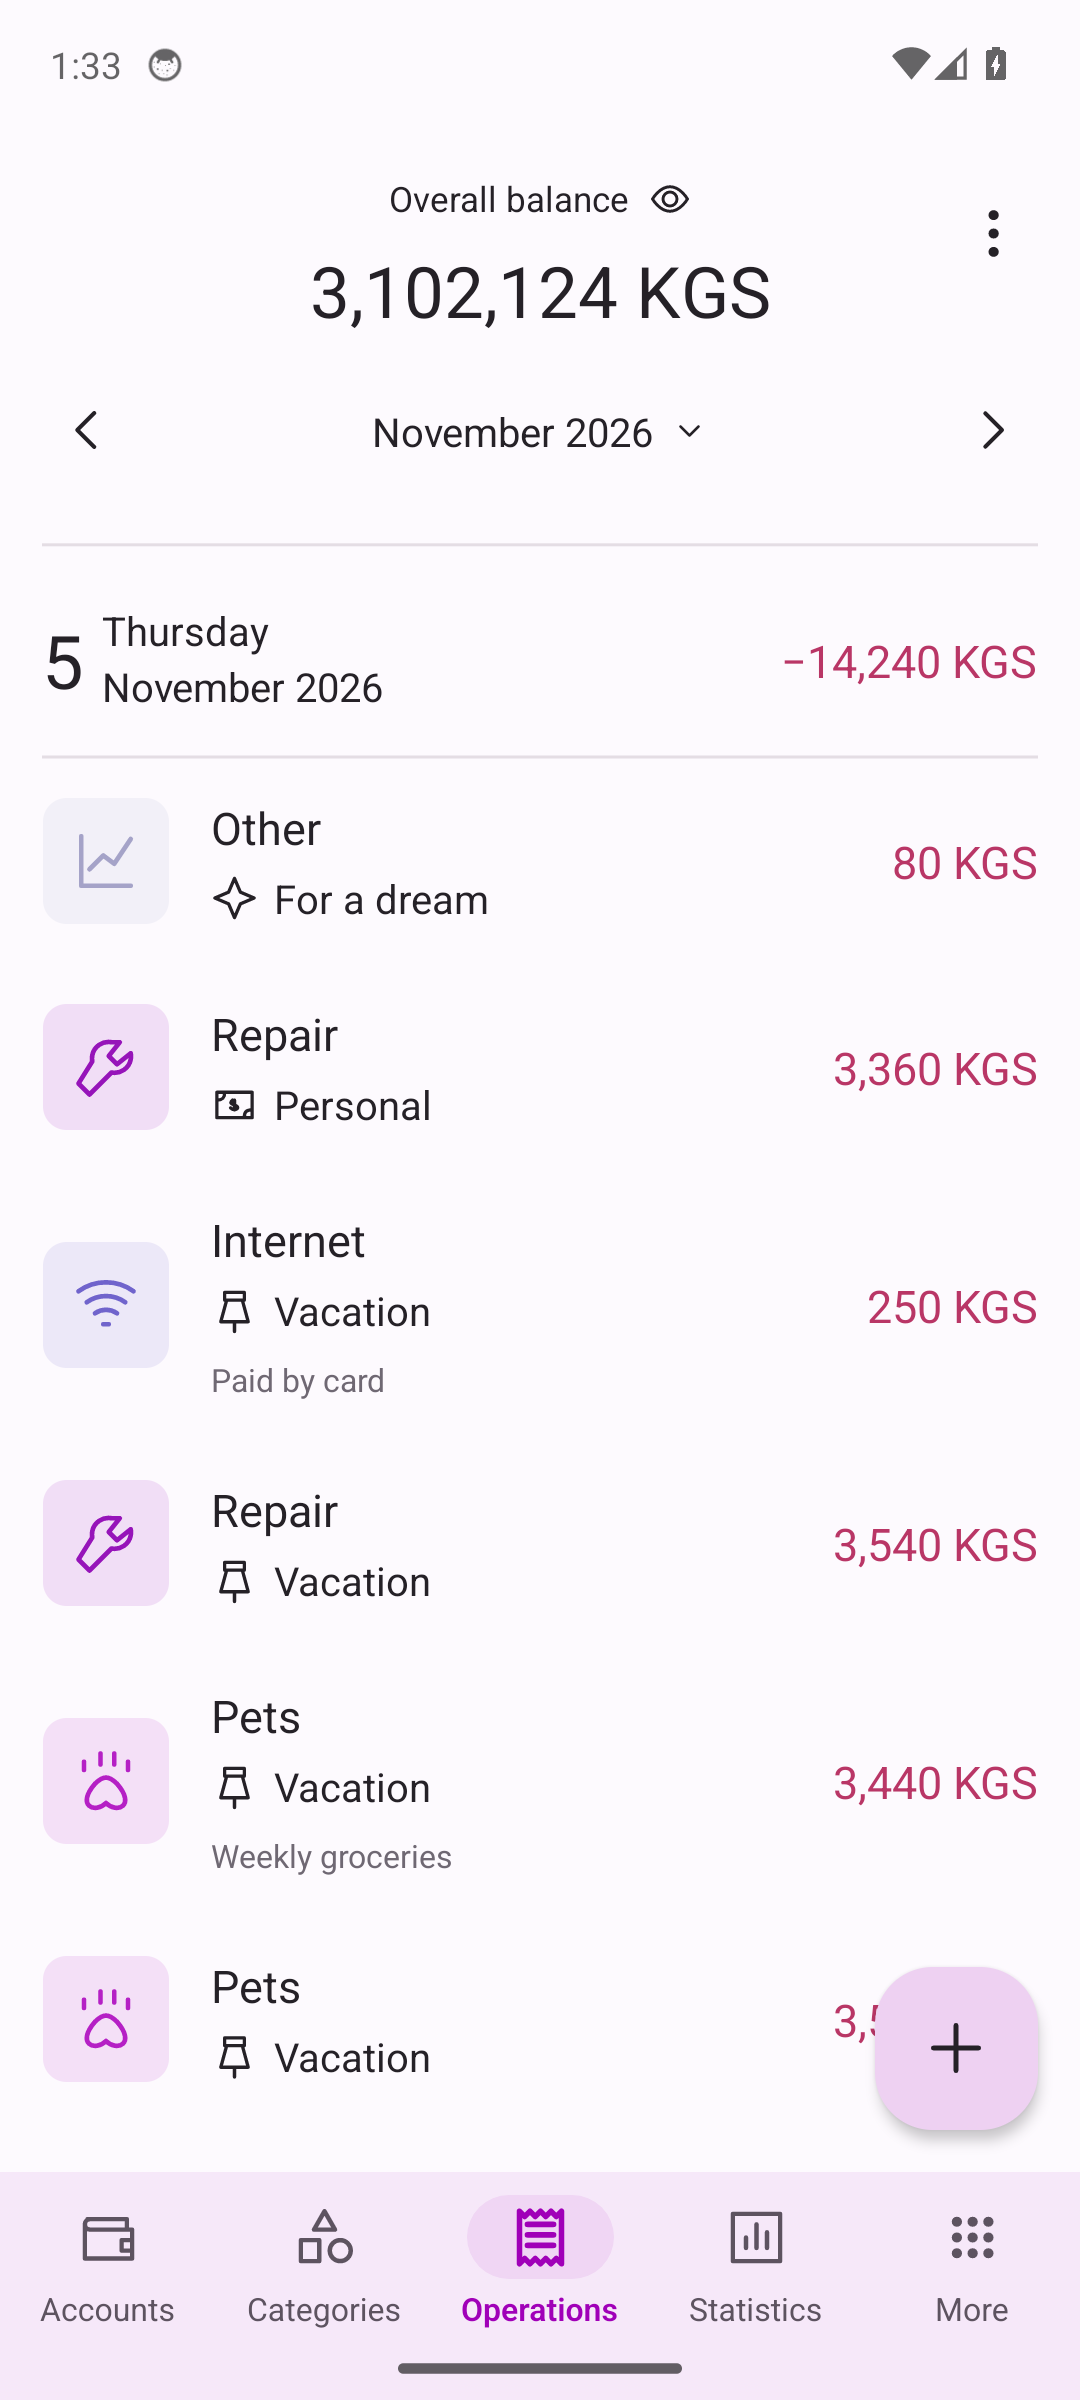 1:33
Overall balance
3,102,124 KGS
November 2026
5
Thursday
November 2026
−14,240 KGS
Other
For a dream
80 KGS
Repair
Personal
3,360 KGS
Internet
Vacation
Paid by card
250 KGS
Repair
Vacation
3,540 KGS
Pets
Vacation
Weekly groceries
3,440 KGS
Pets
Vacation
Accounts
Categories
Operations
Statistics
More